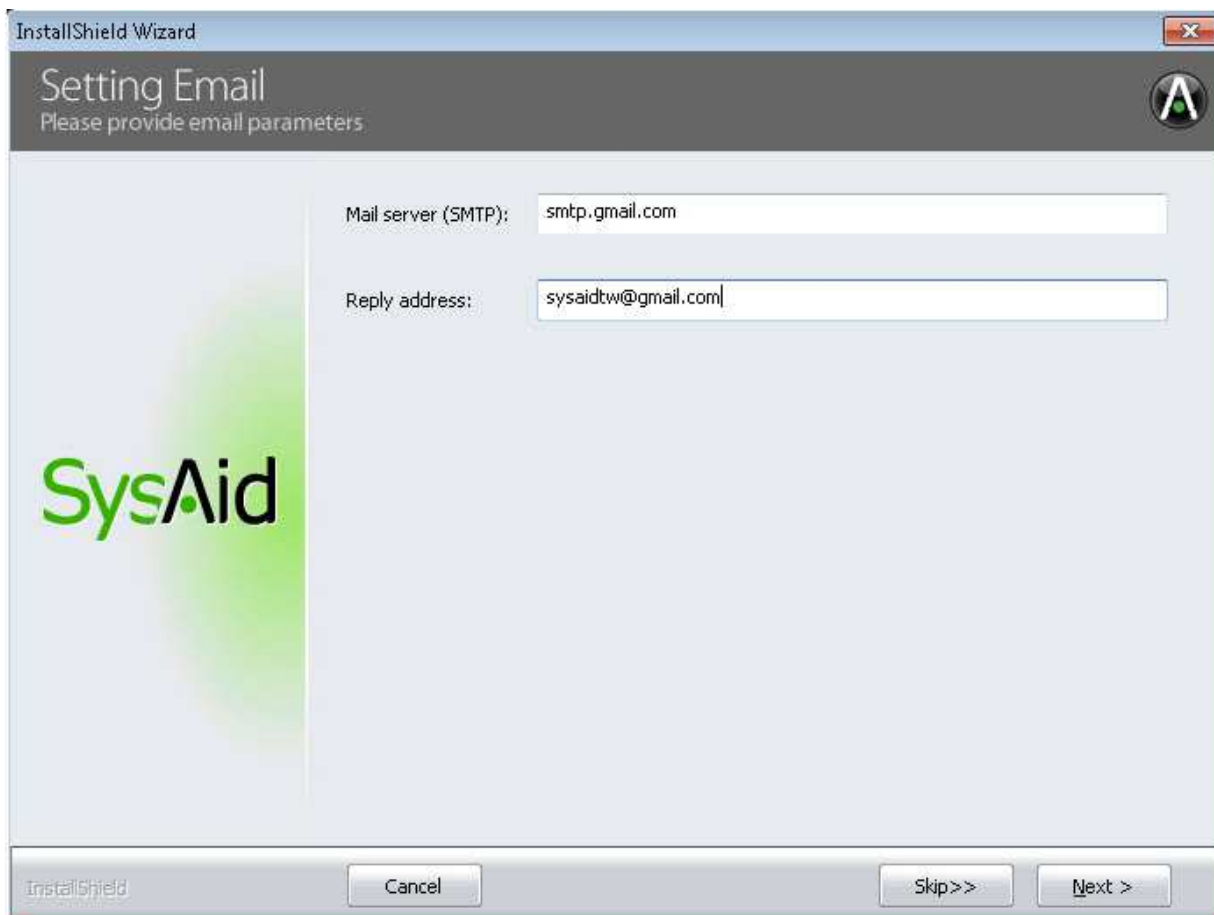 InstallShield Wizard
Setting Email
Please provide email parameters
Mail server (SMTP): smtp.gmail.com
Reply address: sysaidtw@gmail.com
SysAid
InstallShield
Cancel
Skip>>
Next >